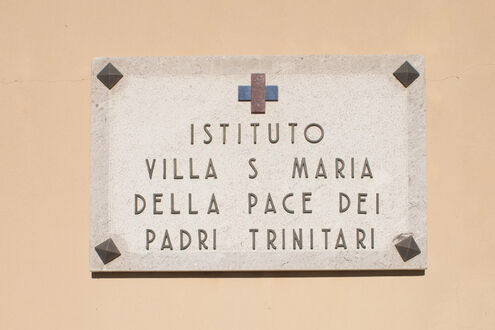 ISTITUTO
VILLA S MARIA
DELLA PACE DEI
PADRI TRINITARI